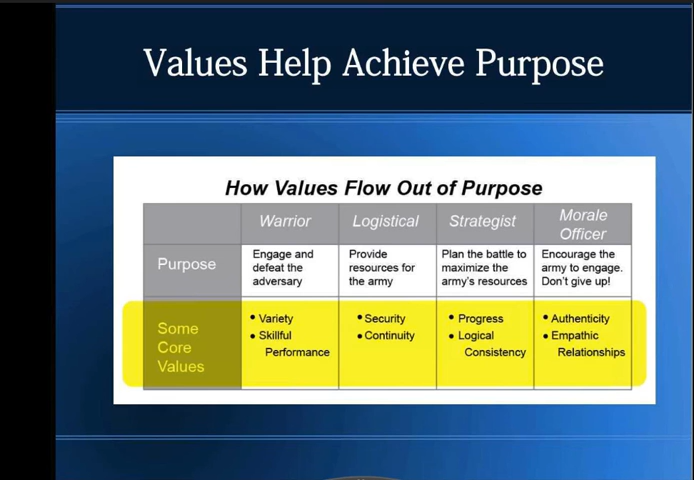 Values Help Achieve Purpose
How Values Flow Out of Purpose
Warrior
Logistical
Strategist
Morale
Officer
Purpose
Engage and
defeat the
adversary
Provide
resources for
the army
Plan the battle to
maximize the
army's resources
Encourage the
army to engage.
Don't give up!
Some
Core
Values
• Variety
• Skillful
Performance
• Security
• Continuity
• Progress
• Logical
Consistency
• Authenticity
• Empathic
Relationships